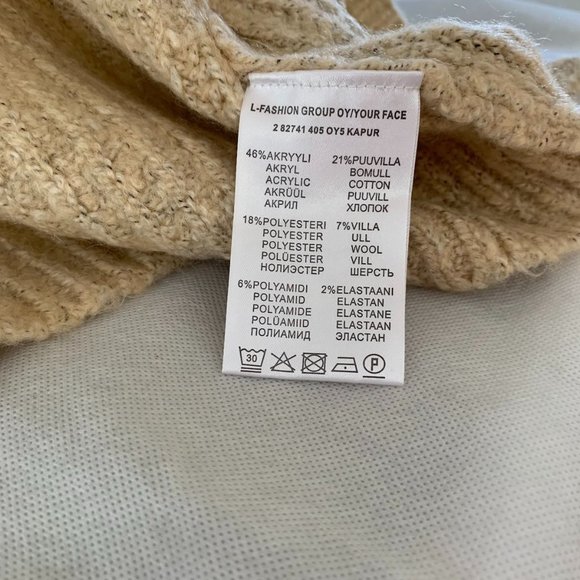 L-FASHION GROUP OY/YOUR FACE
2 82741 405 OY5 KAPUR
46%AKRYYLI 21%PUUVILLA
AKRYL BOMULL
ACRYLIC COTTON
AKRÜÜL PUUVILL
АКРИЛ ХЛОПОК
18%POLYESTERI 7%VILLA
POLYESTER ULL
POLYESTER WOOL
POLÜESTER VILL
НОЛИЭСТЕР ШЕРСТЬ
6%POLYAMIDI 2%ELASTAANI
POLYAMID ELASTAN
POLYAMIDE ELASTANE
POLÜAMIID ELASTAAN
ПОЛИАМИД ЭЛАСТАН
30 P